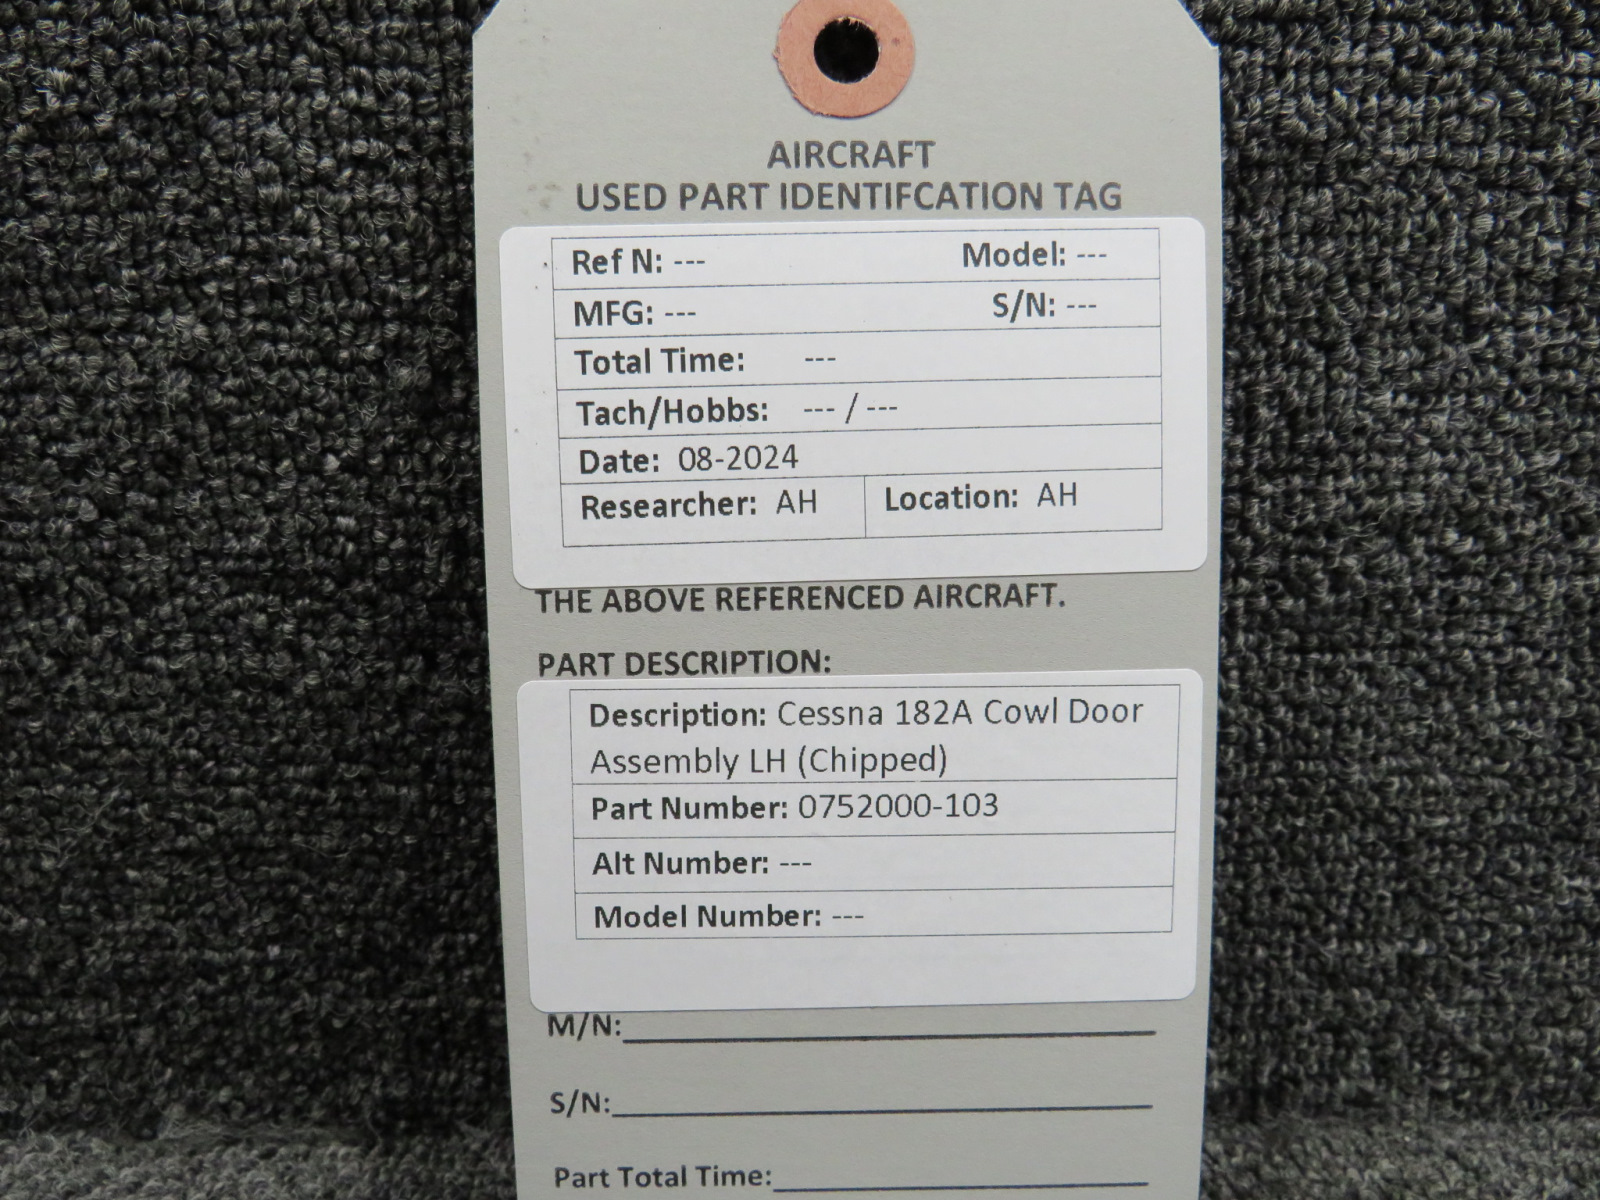 AIRCRAFT
USED PART IDENTIFCATION TAG
Ref N: --- Model: ---
MFG: --- S/N: ---
Total Time: ---
Tach/Hobbs: --- / ---
Date: 08-2024
Researcher: AH Location: AH
THE ABOVE REFERENCED AIRCRAFT.
PART DESCRIPTION:
Description: Cessna 182A Cowl Door
Assembly LH (Chipped)
Part Number: 0752000-103
Alt Number: ---
Model Number: ---
M/N:
S/N:
Part Total Time: